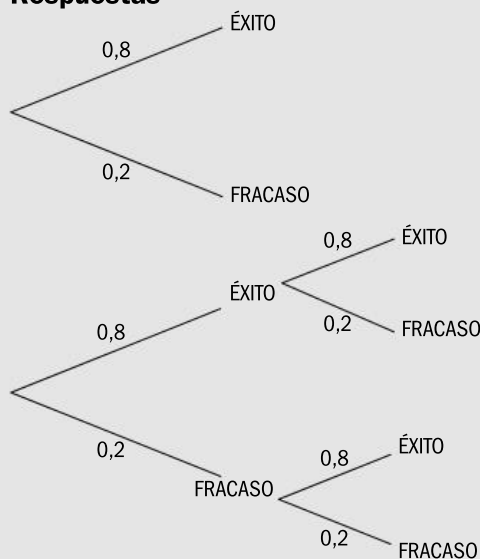 Respuestas
ÉXITO
0,8
0,2
FRACASO
0,8
ÉXITO
ÉXITO
0,2
FRACASO
0,8
0,2
0,8
ÉXITO
FRACASO
0,2
FRACASO